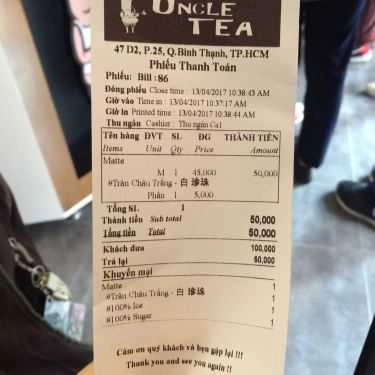 UNCLE
TEA
47 D2, P.25, Q.Bình Thạnh, TP.HCM
Phiếu Thanh Toán
Phiếu: Bill : 86
Đóng phiếu Close time : 13/04/2017 10:38:43 AM
Giờ vào Time in : 13/04/2017 10:37:17 AM
Giờ in Printed time : 13/04/2017 10:38:44 AM
Thu ngân Cashier : Thu ngân Ca1
Tên hàng ĐVT SL ĐG THÀNH TIỀN
Items Unit Qty Price Amount
Matte
M 1 45,000 50,000
#Trân Châu Trắng - 白珍珠
Phần 1 5,000
Tổng SL 1
Thành tiền Sub total 50,000
Tổng tiền Total 50,000
Khách đưa 100,000
Trả lại 50,000
Khuyến mại
Matte 1
#Trân Châu Trắng - 白珍珠 1
#100% Ice 1
#100% Sugar 1
Cảm ơn quý khách và hẹn gặp lại !!!
Thank you and see you again !!